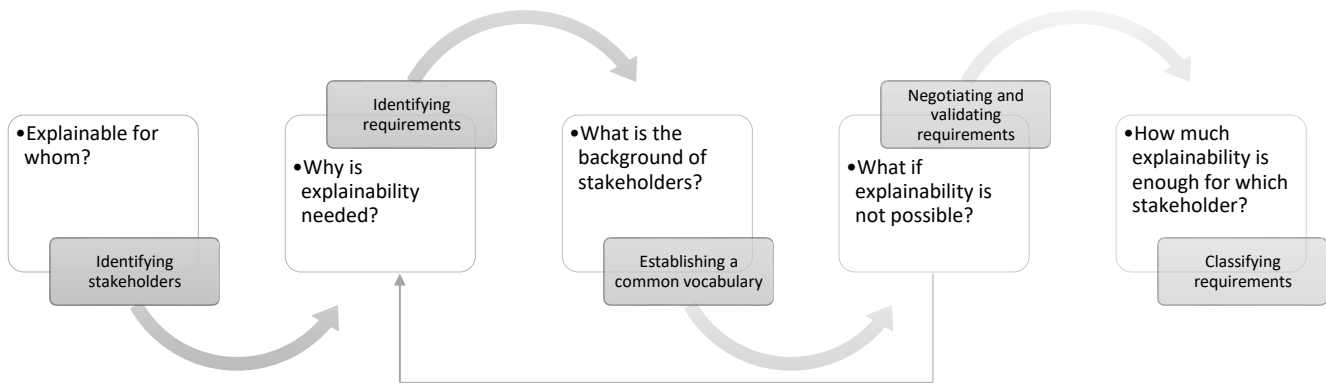 •Explainable for
whom?
Identifying
stakeholders
Identifying
requirements
•Why is
explainability
needed?
•What is the
background of
stakeholders?
Establishing a
common vocabulary
Negotiating and
validating
requirements
•What if
explainability is
not possible?
•How much
explainability is
enough for which
stakeholder?
Classifying
requirements